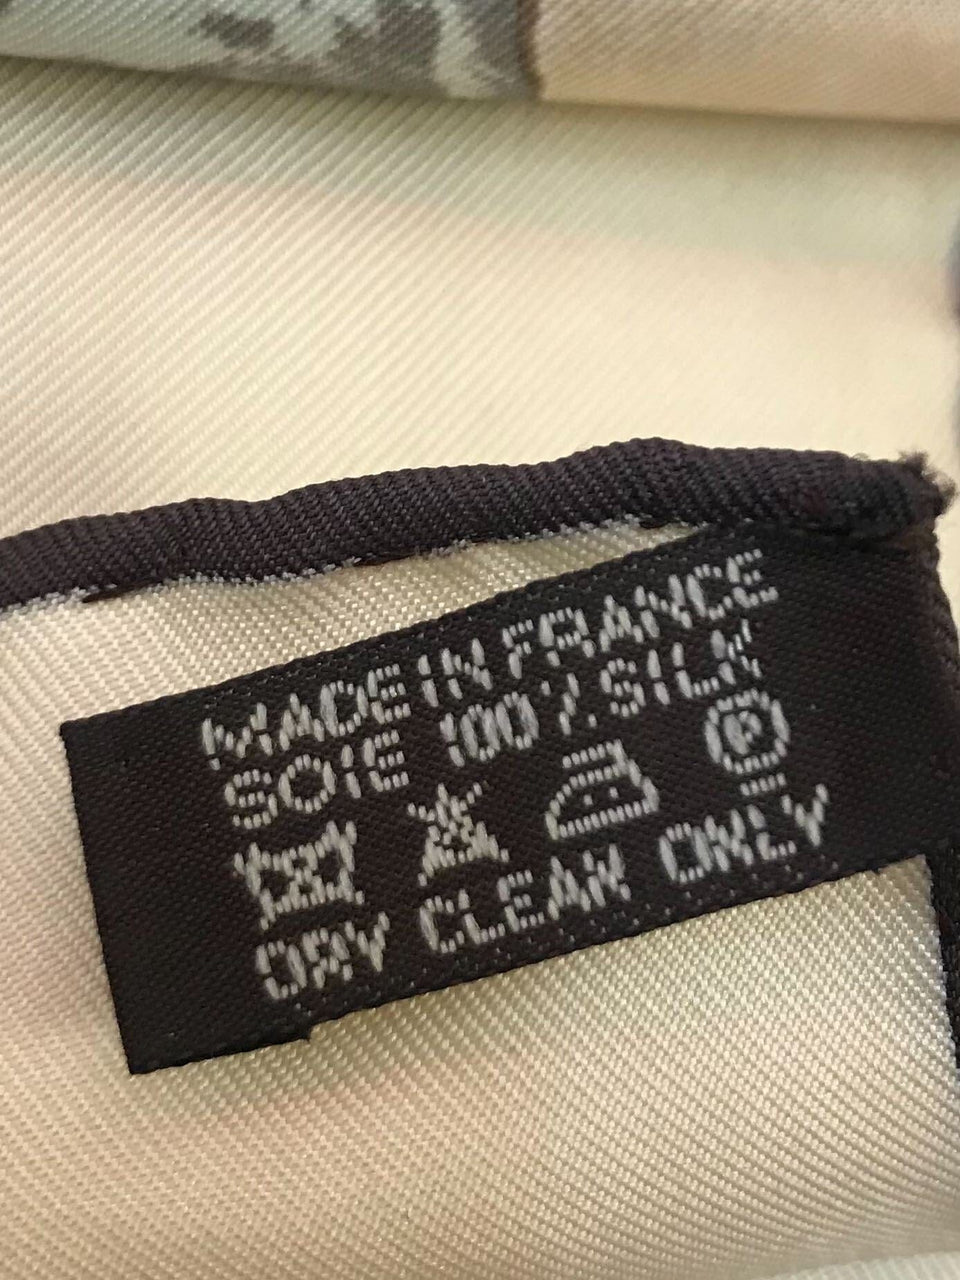 MADE IN FRANCE
SOIE 100% SILK
P
DRY CLEAN ONLY